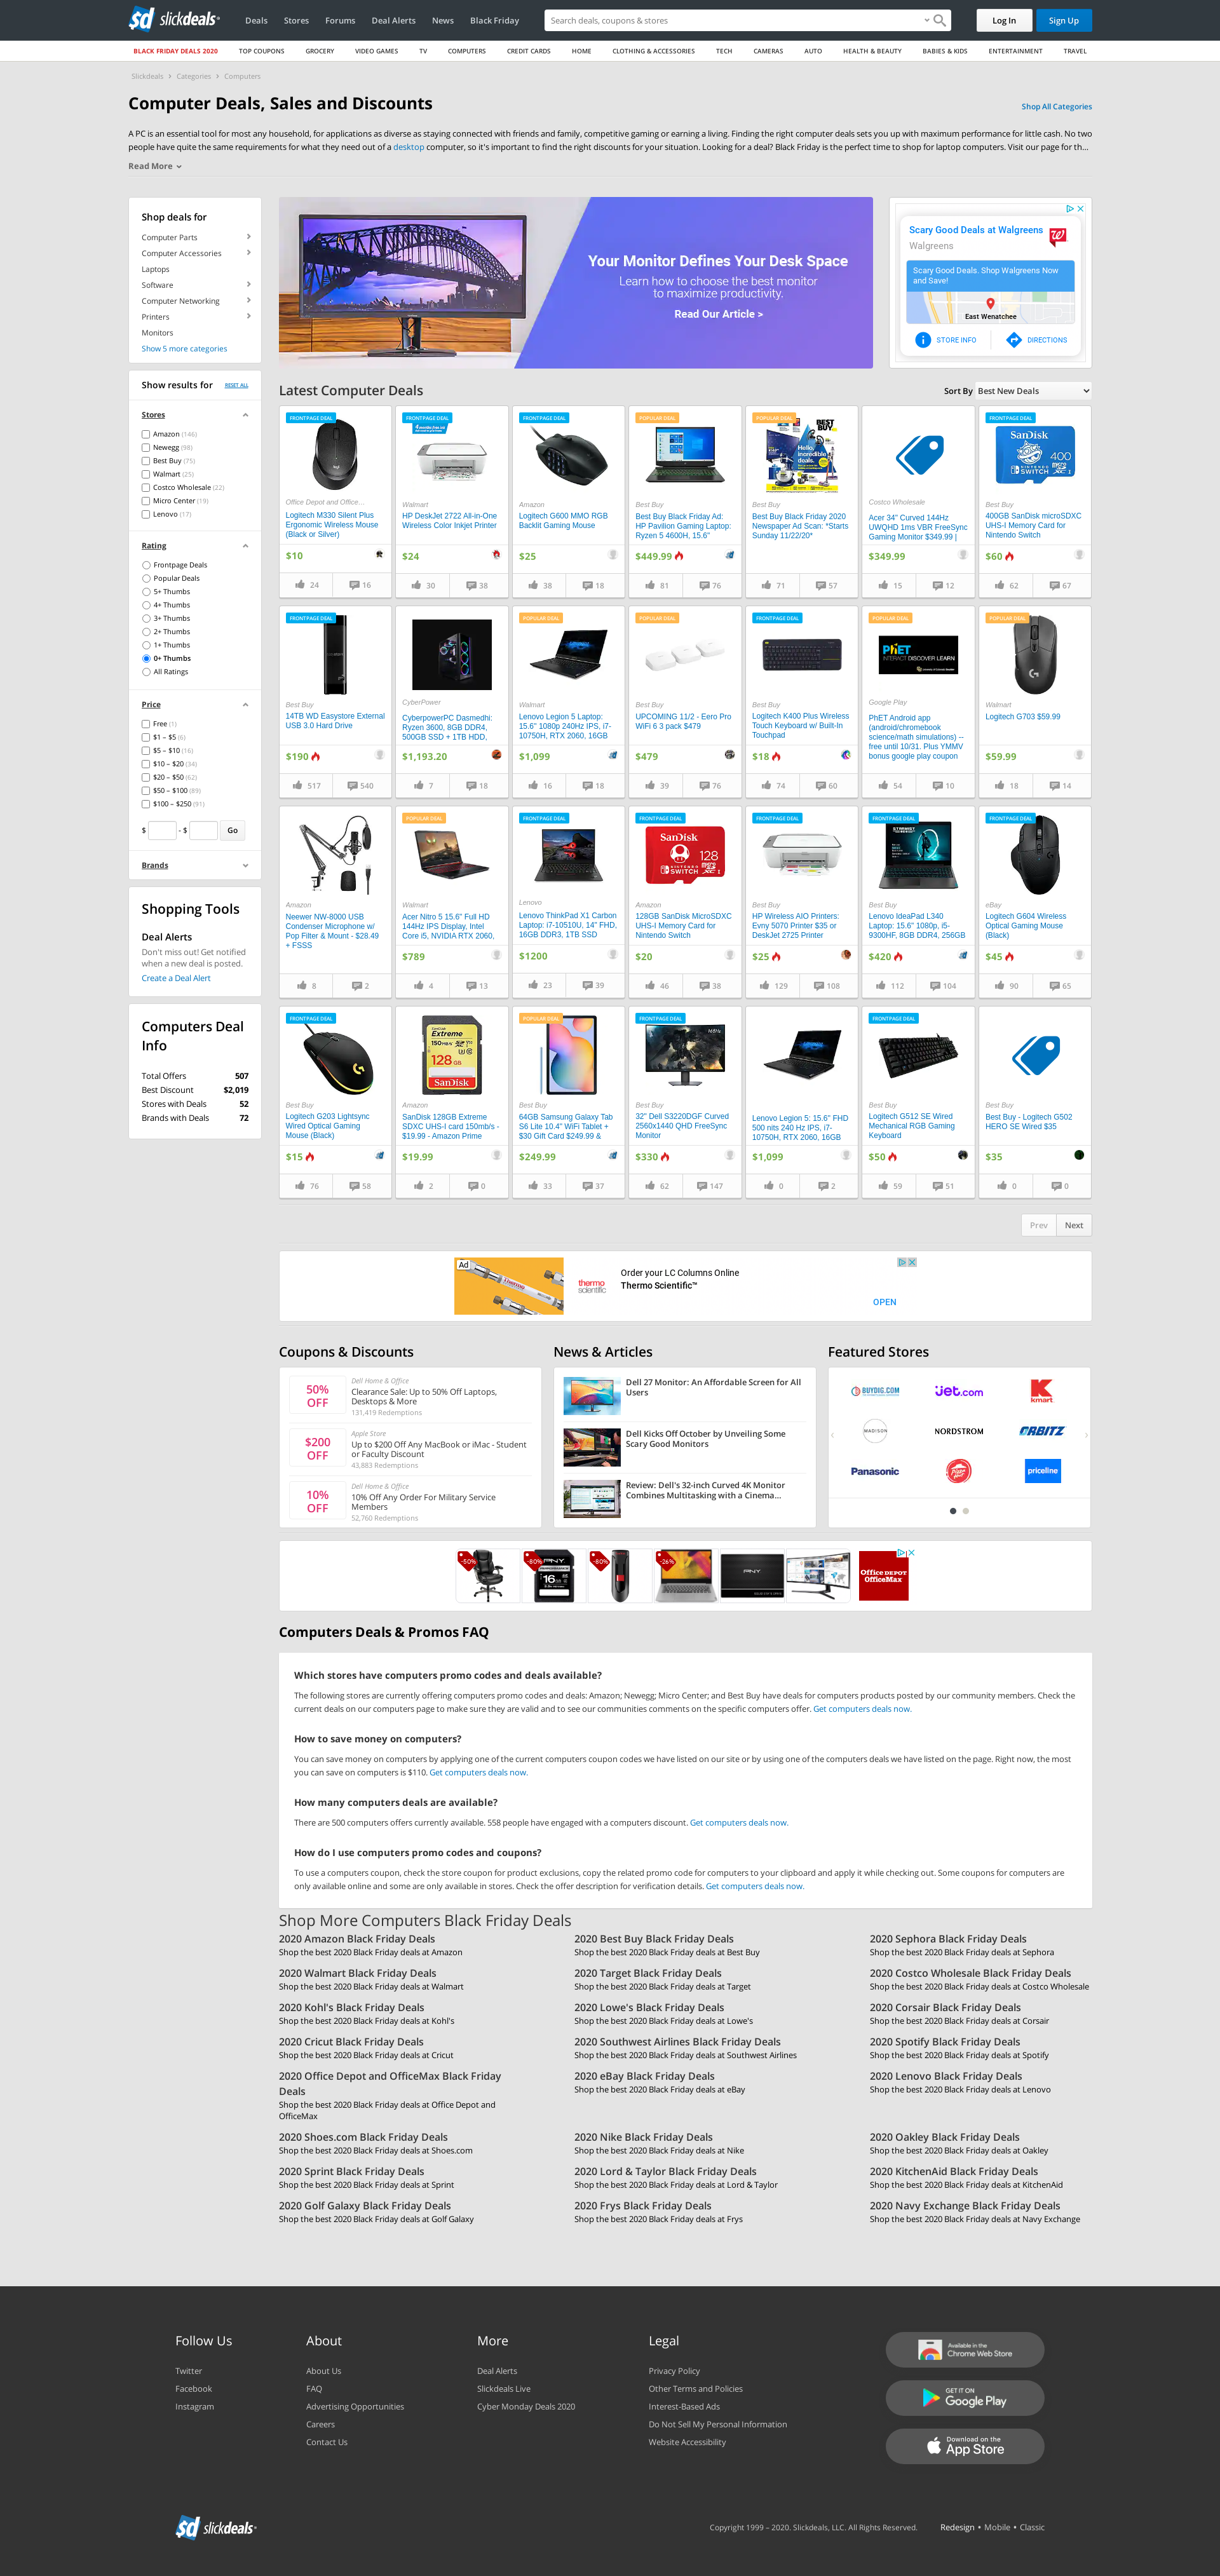 slickdeals
Deals
Stores
Forums
Deal Alerts
News
Black Friday
Search deals, coupons & stores
Log In
Sign Up
BLACK FRIDAY DEALS 2020
TOP COUPONS
GROCERY
VIDEO GAMES
TV
COMPUTERS
CREDIT CARDS
HOME
CLOTHING & ACCESSORIES
TECH
CAMERAS
AUTO
HEALTH & BEAUTY
BABIES & KIDS
ENTERTAINMENT
TRAVEL
Slickdeals › Categories › Computers
Computer Deals, Sales and Discounts
Shop All Categories
A PC is an essential tool for most any household, for applications as diverse as staying connected with friends and family, competitive gaming or earning a living. Finding the right computer deals sets you up with maximum performance for little cash. No two
people have quite the same requirements for what they need out of a desktop computer, so it's important to find the right discounts for your situation. Looking for a deal? Black Friday is the perfect time to shop for laptop computers. Visit our page for th...
Read More
Shop deals for
Computer Parts
Computer Accessories
Laptops
Software
Computer Networking
Printers
Monitors
Show 5 more categories
Your Monitor Defines Your Desk Space
Learn how to choose the best monitor
to maximize productivity.
Read Our Article >
Scary Good Deals at Walgreens
Walgreens
Scary Good Deals. Shop Walgreens Now
and Save!
East Wenatchee
STORE INFO
DIRECTIONS
Show results for
RESET ALL
Stores
Amazon (146)
Newegg (98)
Best Buy (75)
Walmart (25)
Costco Wholesale (22)
Micro Center (19)
Lenovo (17)
Rating
Frontpage Deals
Popular Deals
5+ Thumbs
4+ Thumbs
3+ Thumbs
2+ Thumbs
1+ Thumbs
0+ Thumbs
All Ratings
Price
Free (1)
$1 – $5 (6)
$5 – $10 (16)
$10 – $20 (34)
$20 – $50 (62)
$50 – $100 (89)
$100 – $250 (91)
$ - $ Go
Brands
Shopping Tools
Deal Alerts
Don't miss out! Get notified
when a new deal is posted.
Create a Deal Alert
Computers Deal
Info
Total Offers 507
Best Discount $2,019
Stores with Deals 52
Brands with Deals 72
Latest Computer Deals
Sort By Best New Deals
FRONTPAGE DEAL
Office Depot and Office...
Logitech M330 Silent Plus
Ergonomic Wireless Mouse
(Black or Silver)
$10
24 16
FRONTPAGE DEAL
Walmart
HP DeskJet 2722 All-in-One
Wireless Color Inkjet Printer
$24
30 38
FRONTPAGE DEAL
Amazon
Logitech G600 MMO RGB
Backlit Gaming Mouse
$25
38 18
POPULAR DEAL
Best Buy
Best Buy Black Friday Ad:
HP Pavilion Gaming Laptop:
Ryzen 5 4600H, 15.6"
$449.99
81 76
POPULAR DEAL
Best Buy
Best Buy Black Friday 2020
Newspaper Ad Scan: *Starts
Sunday 11/22/20*
71 57
Costco Wholesale
Acer 34" Curved 144Hz
UWQHD 1ms VBR FreeSync
Gaming Monitor $349.99 |
$349.99
15 12
FRONTPAGE DEAL
SanDisk
400
NINTENDO
SWITCH
Best Buy
400GB SanDisk microSDXC
UHS-I Memory Card for
Nintendo Switch
$60
62 67
FRONTPAGE DEAL
Best Buy
14TB WD Easystore External
USB 3.0 Hard Drive
$190
517 540
CyberPower
CyberpowerPC Dasmedhi:
Ryzen 3600, 8GB DDR4,
500GB SSD + 1TB HDD,
$1,193.20
7 18
POPULAR DEAL
Walmart
Lenovo Legion 5 Laptop:
15.6" 1080p 240Hz IPS, i7-
10750H, RTX 2060, 16GB
$1,099
16 18
POPULAR DEAL
Best Buy
UPCOMING 11/2 - Eero Pro
WiFi 6 3 pack $479
$479
39 76
FRONTPAGE DEAL
Best Buy
Logitech K400 Plus Wireless
Touch Keyboard w/ Built-In
Touchpad
$18
74 60
POPULAR DEAL
PhET
INTERACT DISCOVER LEARN
Google Play
PhET Android app
(android/chromebook
science/math simulations) --
free until 10/31. Plus YMMV
bonus google play coupon
54 10
POPULAR DEAL
Walmart
Logitech G703 $59.99
$59.99
18 14
Amazon
Neewer NW-8000 USB
Condenser Microphone w/
Pop Filter & Mount - $28.49
+ FSSS
8 2
POPULAR DEAL
Walmart
Acer Nitro 5 15.6" Full HD
144Hz IPS Display, Intel
Core i5, NVIDIA RTX 2060,
$789
4 13
FRONTPAGE DEAL
Lenovo
Lenovo ThinkPad X1 Carbon
Laptop: i7-10510U, 14" FHD,
16GB DDR3, 1TB SSD
$1200
23 39
FRONTPAGE DEAL
SanDisk
128
NINTENDO
SWITCH
Amazon
128GB SanDisk MicroSDXC
UHS-I Memory Card for
Nintendo Switch
$20
46 38
FRONTPAGE DEAL
Best Buy
HP Wireless AIO Printers:
Evny 5070 Printer $35 or
DeskJet 2725 Printer
$25
129 108
FRONTPAGE DEAL
Best Buy
Lenovo IdeaPad L340
Laptop: 15.6" 1080p, i5-
9300HF, 8GB DDR4, 256GB
$420
112 104
FRONTPAGE DEAL
eBay
Logitech G604 Wireless
Optical Gaming Mouse
(Black)
$45
90 65
FRONTPAGE DEAL
Best Buy
Logitech G203 Lightsync
Wired Optical Gaming
Mouse (Black)
$15
76 58
Extreme
128
SanDisk
Amazon
SanDisk 128GB Extreme
SDXC UHS-I card 150mb/s -
$19.99 - Amazon Prime
$19.99
2 0
POPULAR DEAL
Best Buy
64GB Samsung Galaxy Tab
S6 Lite 10.4" WiFi Tablet +
$30 Gift Card $249.99 &
$249.99
33 37
FRONTPAGE DEAL
Best Buy
32" Dell S3220DGF Curved
2560x1440 QHD FreeSync
Monitor
$330
62 147
Lenovo Legion 5: 15.6" FHD
500 nits 240 Hz IPS, i7-
10750H, RTX 2060, 16GB
$1,099
0 2
FRONTPAGE DEAL
Best Buy
Logitech G512 SE Wired
Mechanical RGB Gaming
Keyboard
$50
59 51
Best Buy
Best Buy - Logitech G502
HERO SE Wired $35
$35
0 0
Prev
Next
Ad
thermo scientific
Order your LC Columns Online
Thermo Scientific™
OPEN
Coupons & Discounts
50% OFF
Dell Home & Office
Clearance Sale: Up to 50% Off Laptops,
Desktops & More
131,419 Redemptions
$200 OFF
Apple Store
Up to $200 Off Any MacBook or iMac - Student
or Faculty Discount
43,883 Redemptions
10% OFF
Dell Home & Office
10% Off Any Order For Military Service
Members
52,760 Redemptions
News & Articles
Dell 27 Monitor: An Affordable Screen for All
Users
Dell Kicks Off October by Unveiling Some
Scary Good Monitors
Review: Dell's 32-inch Curved 4K Monitor
Combines Multitasking with a Cinema...
Featured Stores
BUYDIG.COM
Jet.com
kmart
MADISON
NORDSTROM
ORBITZ
Panasonic
Pizza Hut
priceline
-50%
-80%
-80%
-26%
PNY
16
PNY
Office DEPOT
OfficeMax
Computers Deals & Promos FAQ
Which stores have computers promo codes and deals available?
The following stores are currently offering computers promo codes and deals: Amazon; Newegg; Micro Center; and Best Buy have deals for computers products posted by our community members. Check the
current deals on our computers page to make sure they are valid and to see our communities comments on the specific computers offer. Get computers deals now.
How to save money on computers?
You can save money on computers by applying one of the current computers coupon codes we have listed on our site or by using one of the computers deals we have listed on the page. Right now, the most
you can save on computers is $110. Get computers deals now.
How many computers deals are available?
There are 500 computers offers currently available. 558 people have engaged with a computers discount. Get computers deals now.
How do I use computers promo codes and coupons?
To use a computers coupon, check the store coupon for product exclusions, copy the related promo code for computers to your clipboard and apply it while checking out. Some coupons for computers are
only available online and some are only available in stores. Check the offer description for verification details. Get computers deals now.
Shop More Computers Black Friday Deals
2020 Amazon Black Friday Deals
Shop the best 2020 Black Friday deals at Amazon
2020 Best Buy Black Friday Deals
Shop the best 2020 Black Friday deals at Best Buy
2020 Sephora Black Friday Deals
Shop the best 2020 Black Friday deals at Sephora
2020 Walmart Black Friday Deals
Shop the best 2020 Black Friday deals at Walmart
2020 Target Black Friday Deals
Shop the best 2020 Black Friday deals at Target
2020 Costco Wholesale Black Friday Deals
Shop the best 2020 Black Friday deals at Costco Wholesale
2020 Kohl's Black Friday Deals
Shop the best 2020 Black Friday deals at Kohl's
2020 Lowe's Black Friday Deals
Shop the best 2020 Black Friday deals at Lowe's
2020 Corsair Black Friday Deals
Shop the best 2020 Black Friday deals at Corsair
2020 Cricut Black Friday Deals
Shop the best 2020 Black Friday deals at Cricut
2020 Southwest Airlines Black Friday Deals
Shop the best 2020 Black Friday deals at Southwest Airlines
2020 Spotify Black Friday Deals
Shop the best 2020 Black Friday deals at Spotify
2020 Office Depot and OfficeMax Black Friday
Deals
Shop the best 2020 Black Friday deals at Office Depot and
OfficeMax
2020 eBay Black Friday Deals
Shop the best 2020 Black Friday deals at eBay
2020 Lenovo Black Friday Deals
Shop the best 2020 Black Friday deals at Lenovo
2020 Shoes.com Black Friday Deals
Shop the best 2020 Black Friday deals at Shoes.com
2020 Nike Black Friday Deals
Shop the best 2020 Black Friday deals at Nike
2020 Oakley Black Friday Deals
Shop the best 2020 Black Friday deals at Oakley
2020 Sprint Black Friday Deals
Shop the best 2020 Black Friday deals at Sprint
2020 Lord & Taylor Black Friday Deals
Shop the best 2020 Black Friday deals at Lord & Taylor
2020 KitchenAid Black Friday Deals
Shop the best 2020 Black Friday deals at KitchenAid
2020 Golf Galaxy Black Friday Deals
Shop the best 2020 Black Friday deals at Golf Galaxy
2020 Frys Black Friday Deals
Shop the best 2020 Black Friday deals at Frys
2020 Navy Exchange Black Friday Deals
Shop the best 2020 Black Friday deals at Navy Exchange
Follow Us
Twitter
Facebook
Instagram
About
About Us
FAQ
Advertising Opportunities
Careers
Contact Us
More
Deal Alerts
Slickdeals Live
Cyber Monday Deals 2020
Legal
Privacy Policy
Other Terms and Policies
Interest-Based Ads
Do Not Sell My Personal Information
Website Accessibility
Available in the
Chrome Web Store
GET IT ON
Google Play
Download on the
App Store
slickdeals
Copyright 1999 – 2020. Slickdeals, LLC. All Rights Reserved.
Redesign • Mobile • Classic